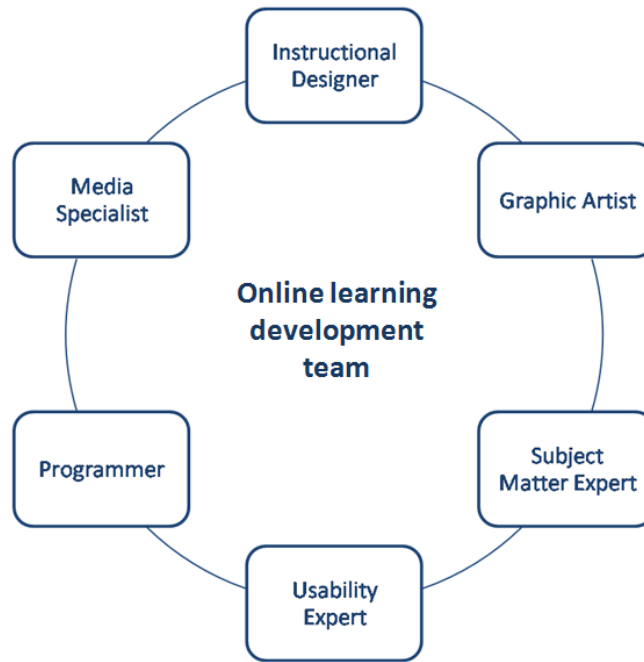 Instructional
Designer
Media
Specialist
Graphic Artist
Online learning
development
team
Programmer
Subject
Matter Expert
Usability
Expert